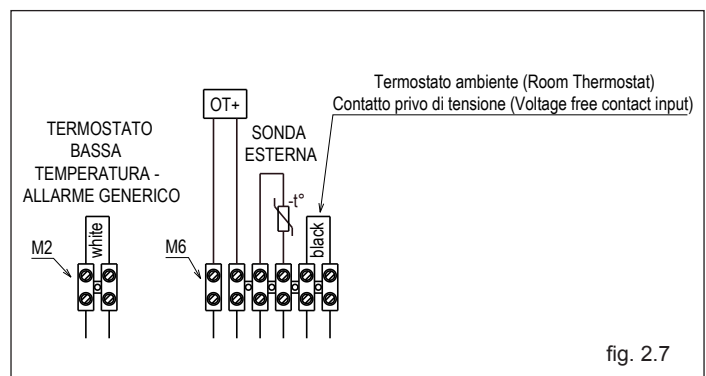 Termostato ambiente (Room Thermostat)
Contatto privo di tensione (Voltage free contact input)
OT+
TERMOSTATO
BASSA
TEMPERATURA -
ALLARME GENERICO
SONDA
ESTERNA
-t°
white
black
M2
M6
fig. 2.7